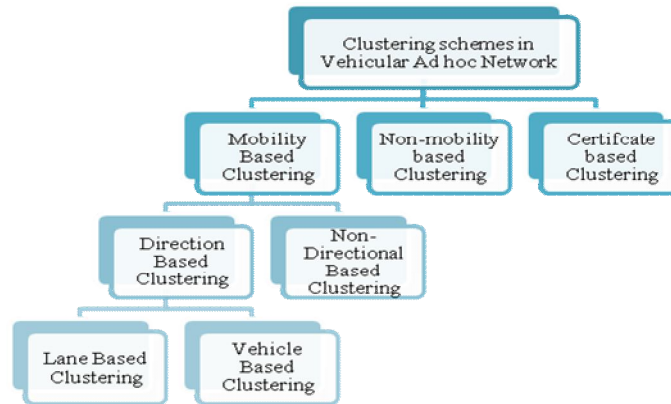 Clustering schemes in
Vehicular Ad hoc Network
Mobility
Based
Clustering
Non-mobility
based
Clustering
Certifcate
based
Clustering
Direction
Based
Clustering
Non-
Directional
Based
Clustering
Lane Based
Clustering
Vehicle
Based
Clustering